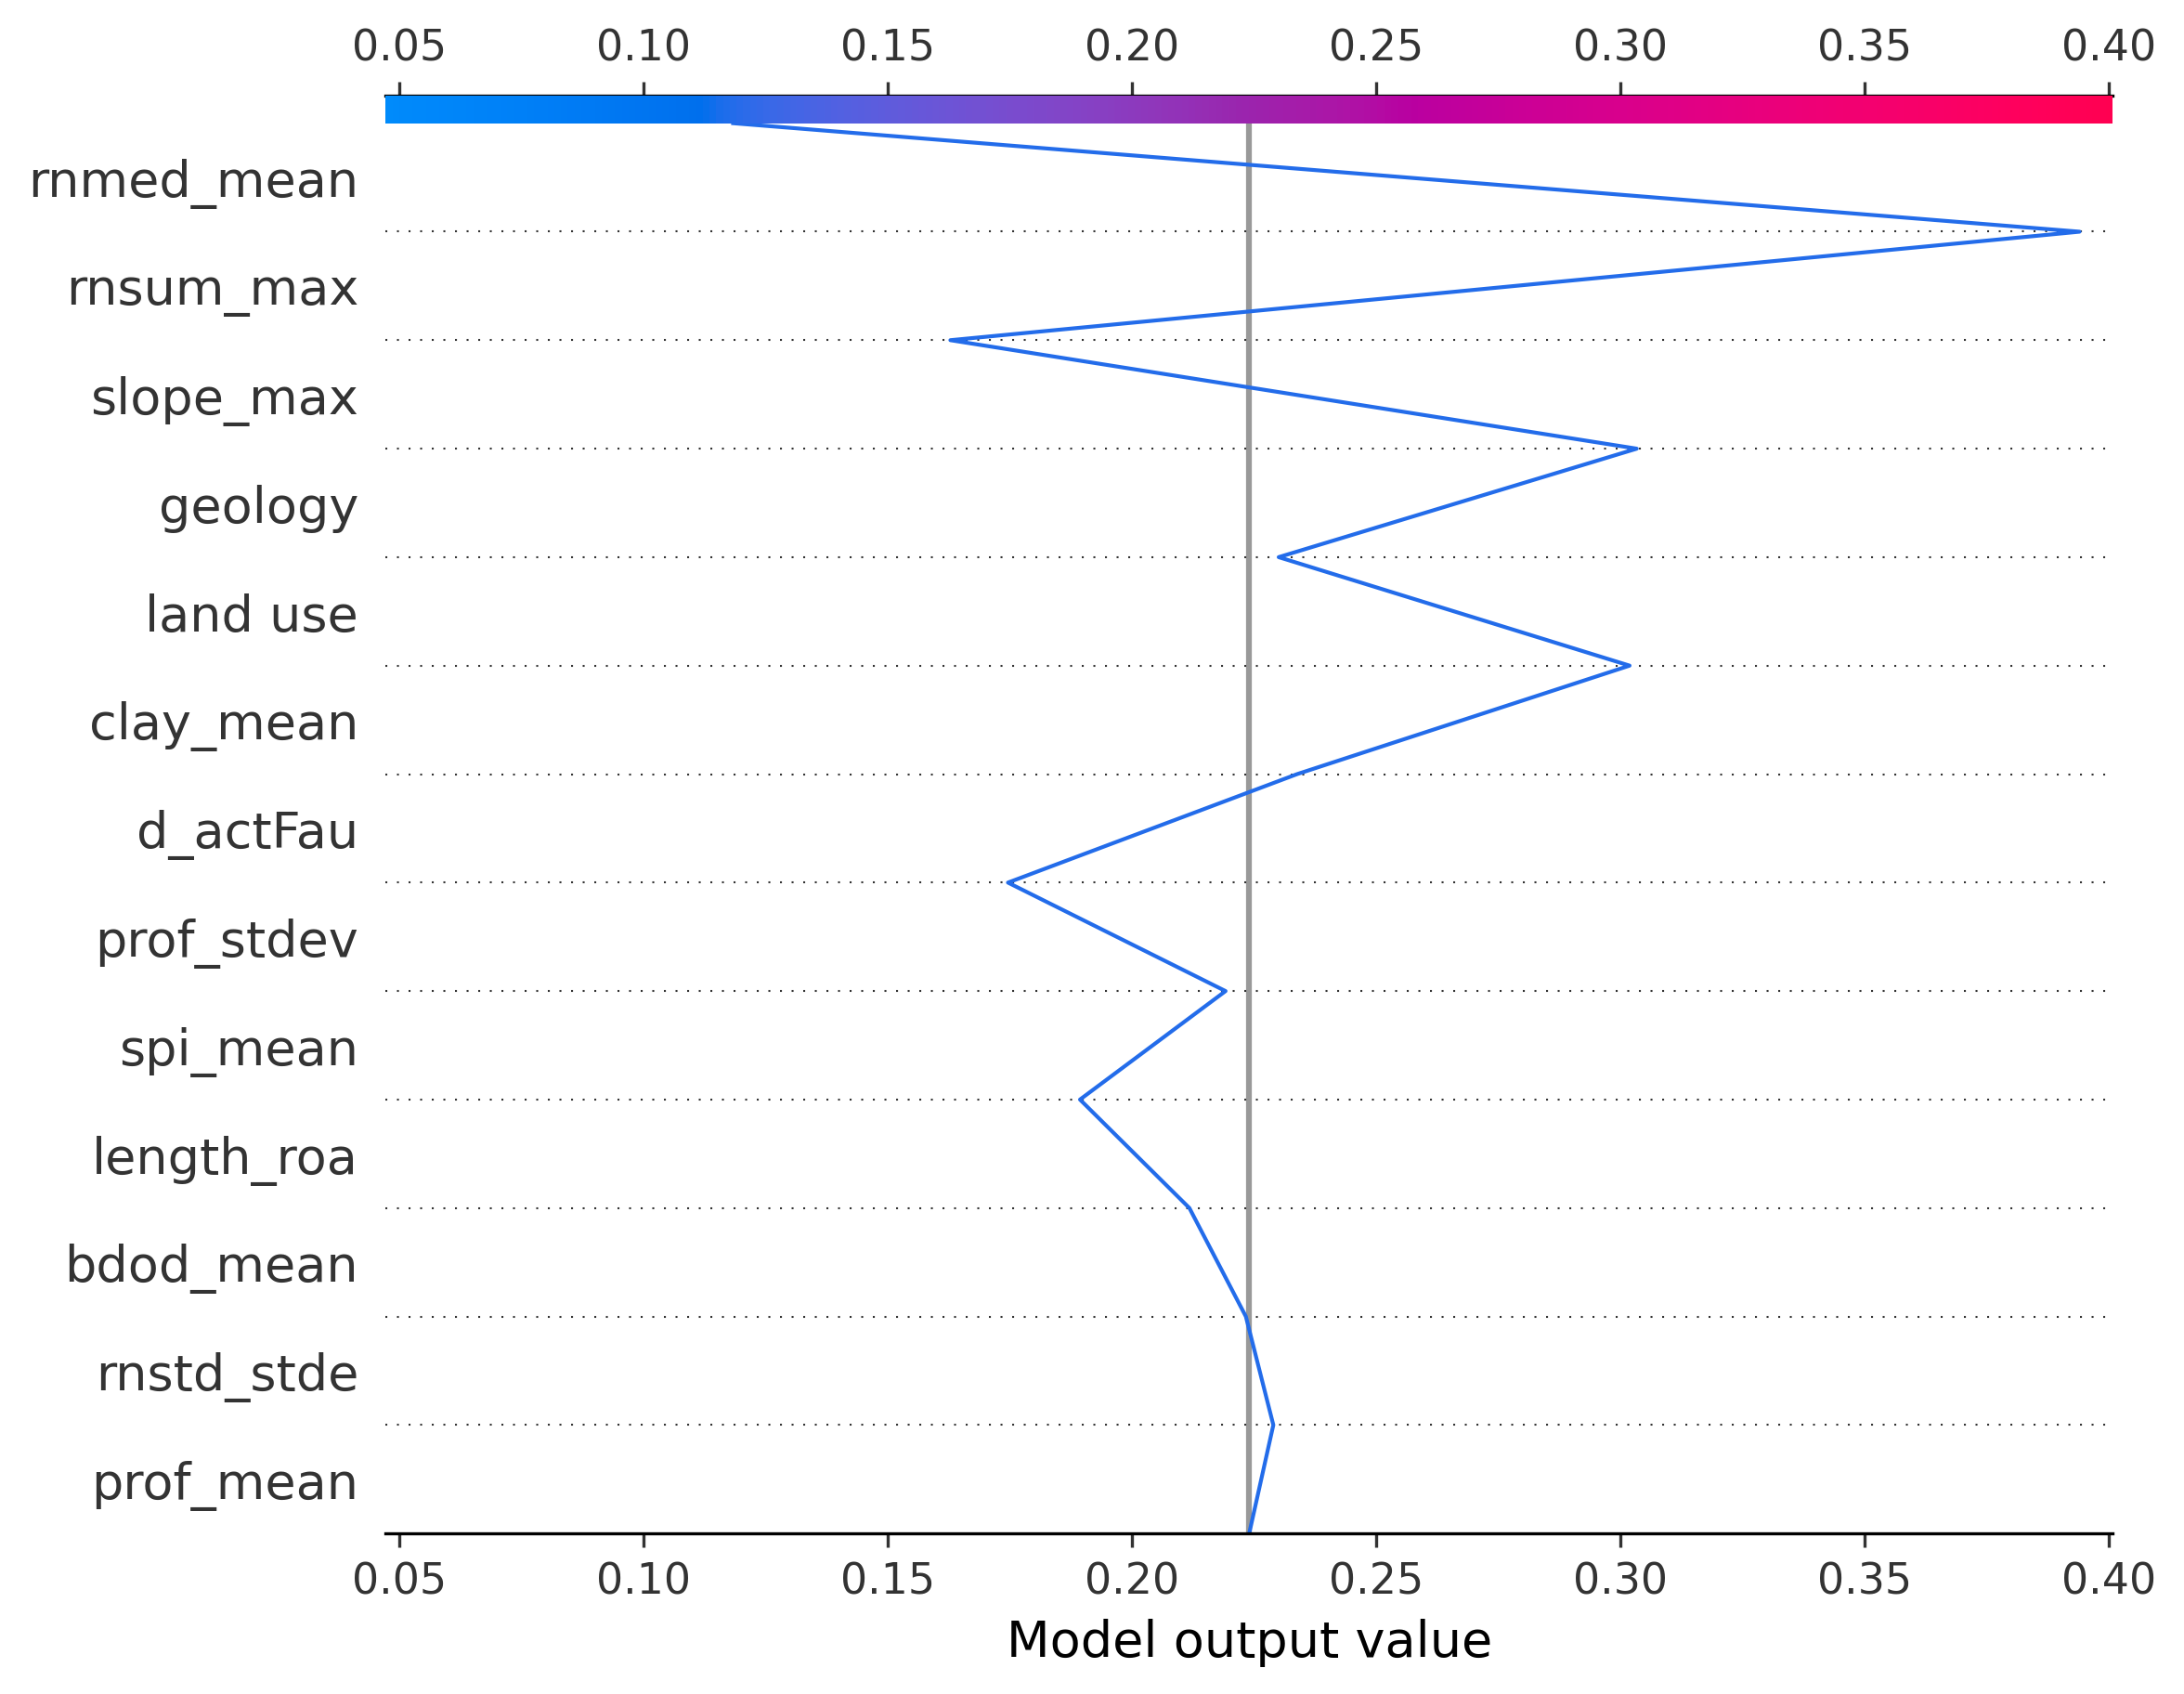 0.05 0.10 0.15 0.20 0.25 0.30 0.35 0.40
rnmed_mean
rnsum_max
slope_max
geology
land use
clay_mean
d_actFau
prof_stdev
spi_mean
length_roa
bdod_mean
rnstd_stde
prof_mean
0.05 0.10 0.15 0.20 0.25 0.30 0.35 0.40
Model output value